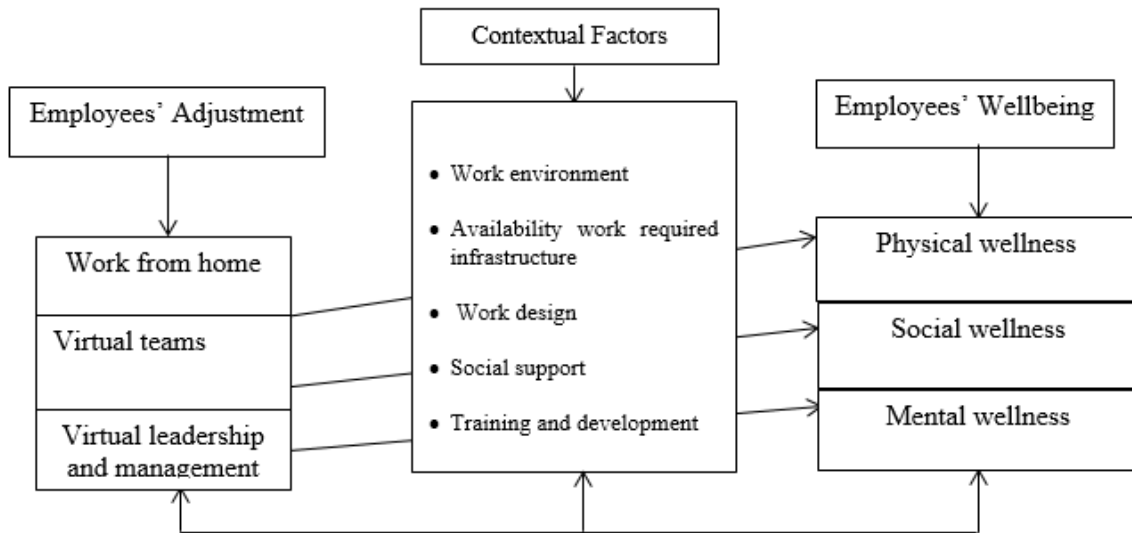 Contextual Factors
Employees’ Adjustment
Employees’ Wellbeing
Work from home
Virtual teams
Virtual leadership
and management
• Work environment
• Availability work required
infrastructure
• Work design
• Social support
• Training and development
Physical wellness
Social wellness
Mental wellness